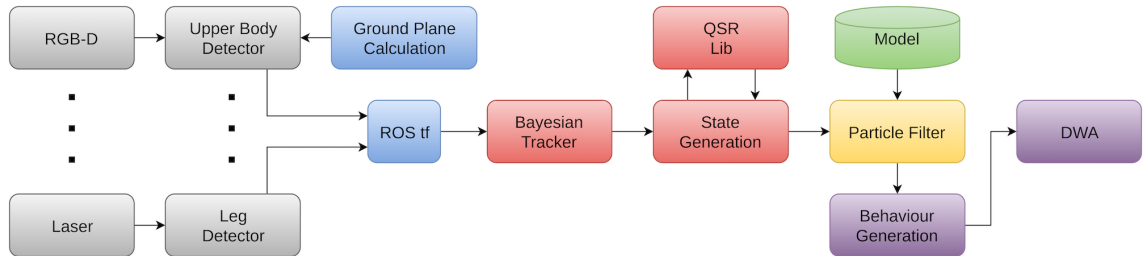 RGB-D
Upper Body
Detector
Ground Plane
Calculation
QSR
Lib
Model
ROS tf
Bayesian
Tracker
State
Generation
Particle Filter
DWA
Laser
Leg
Detector
Behaviour
Generation